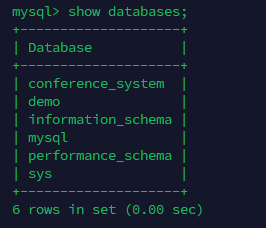 mysql> show databases;
+--------------------+
| Database           |
+--------------------+
| conference_system  |
| demo               |
| information_schema |
| mysql              |
| performance_schema |
| sys                |
+--------------------+
6 rows in set (0.00 sec)